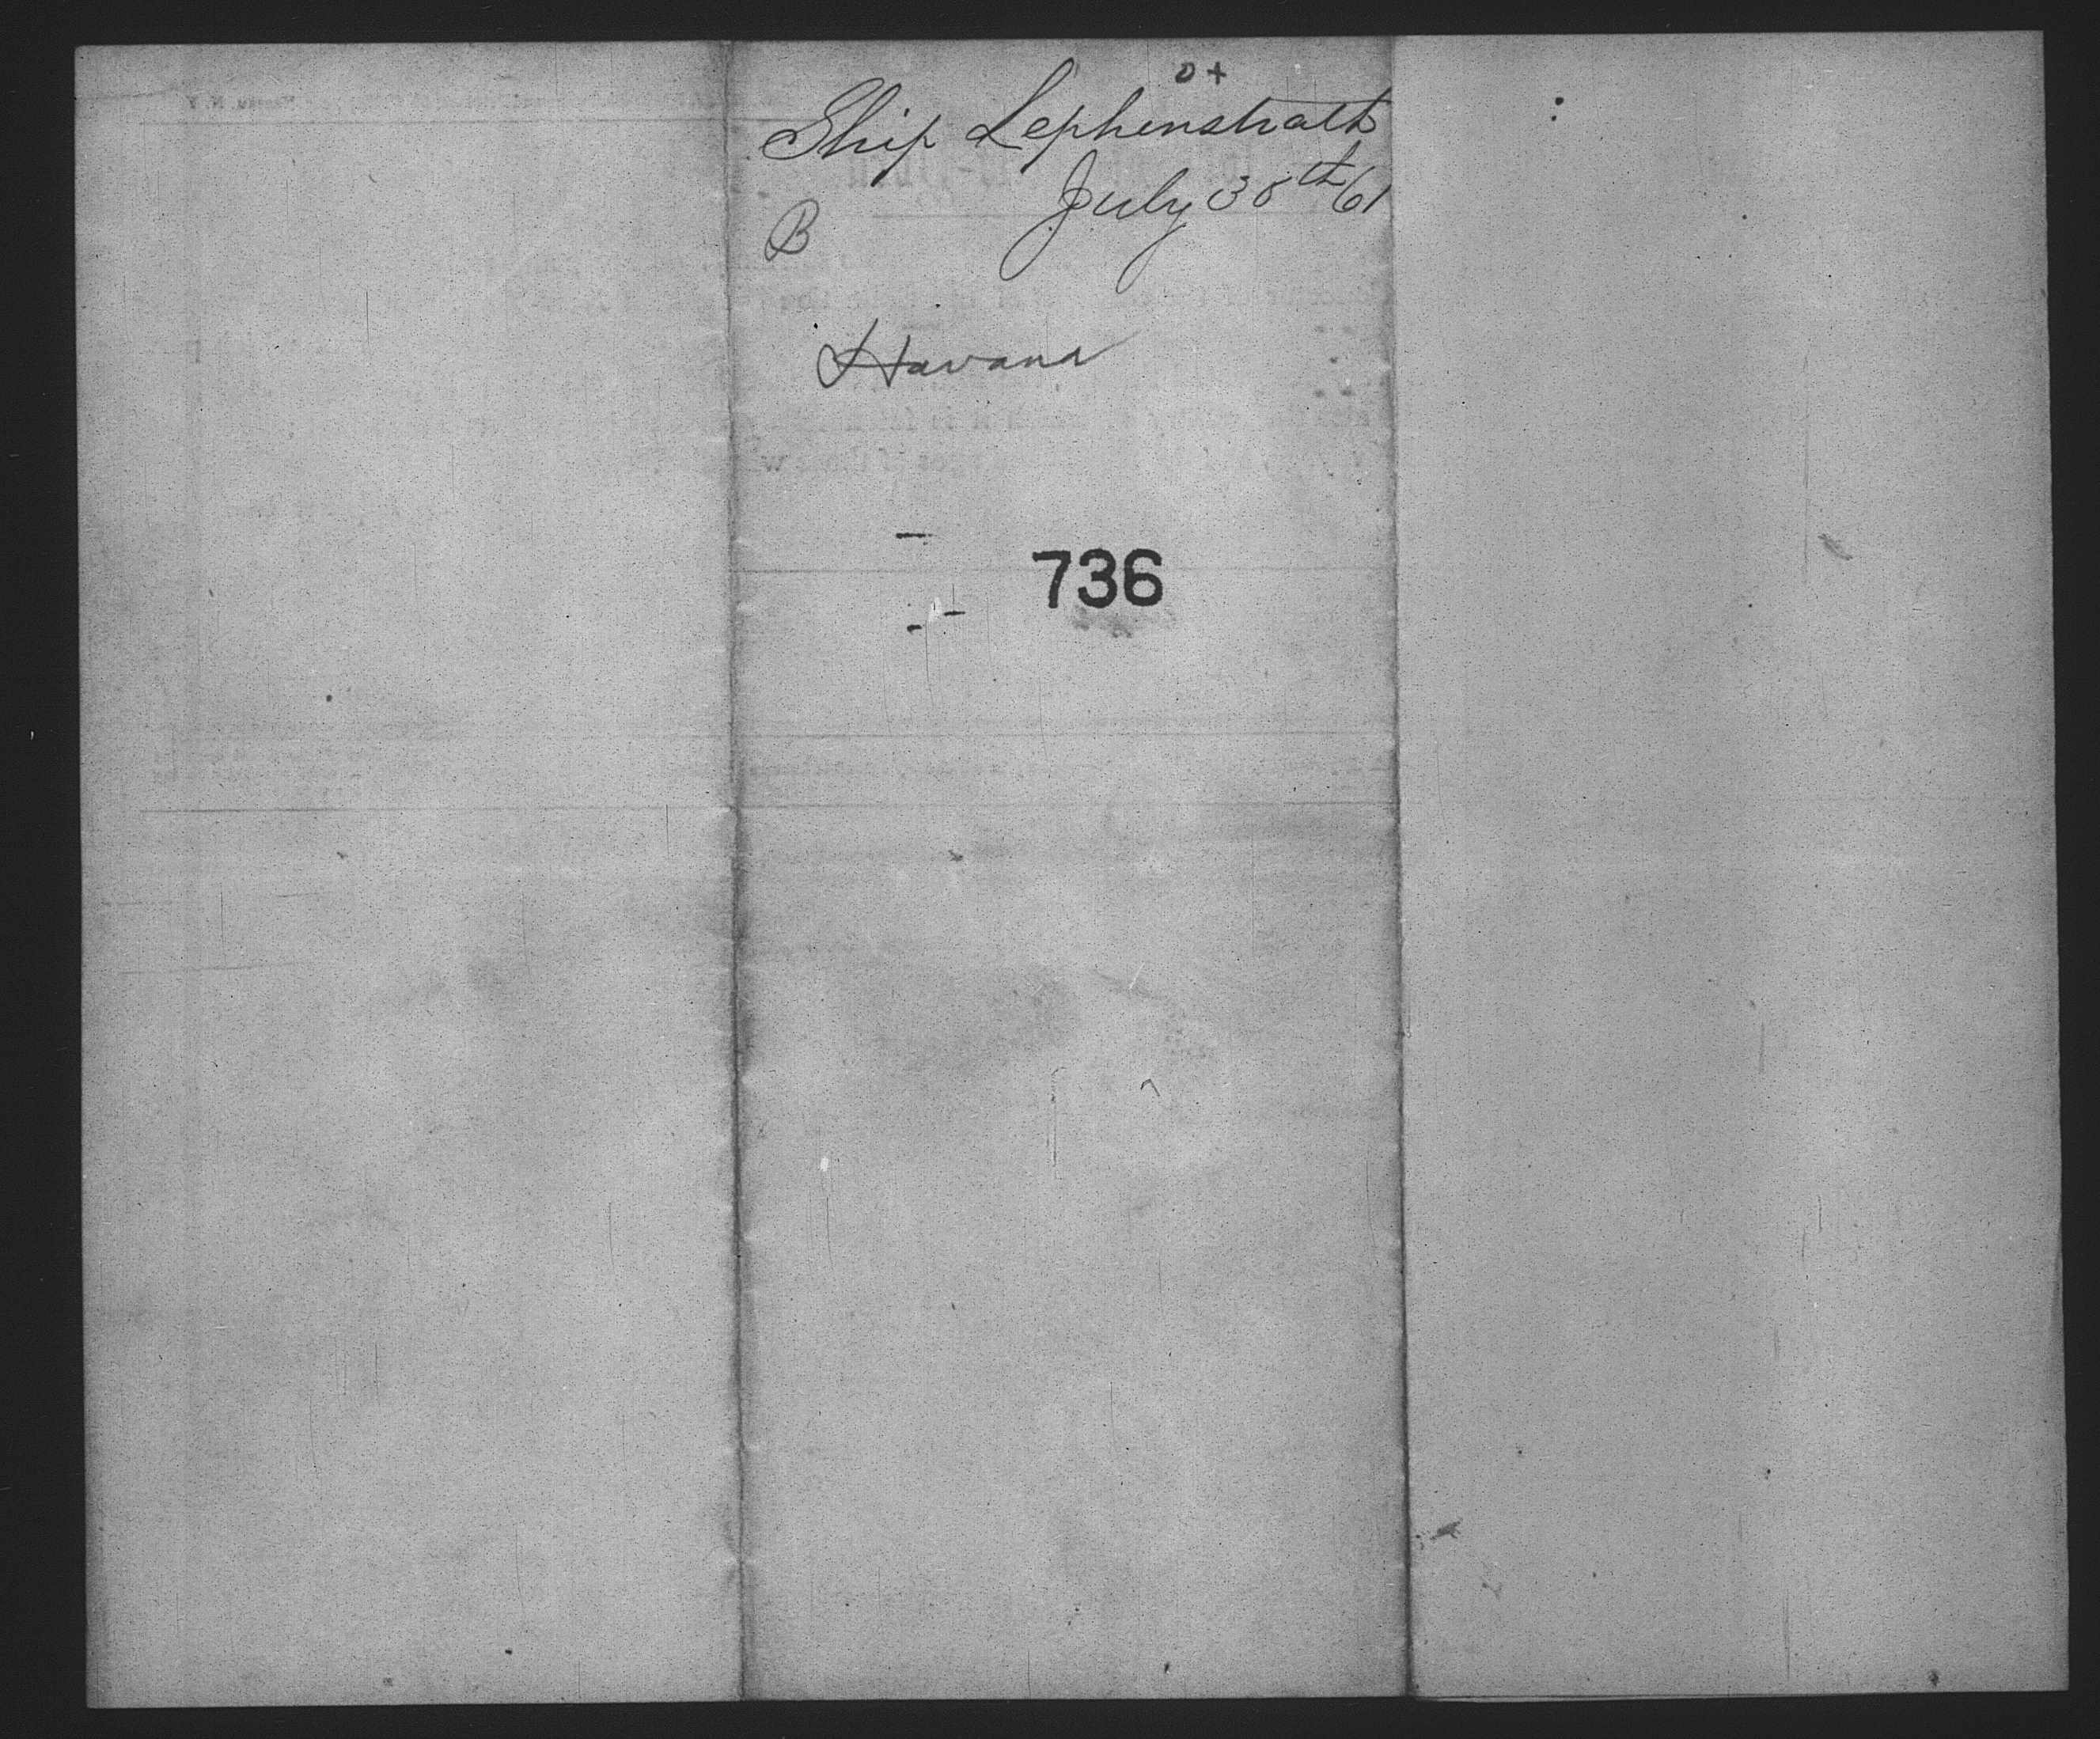 0 +
Ship Lephenstrath
July 30th/61
B
Havana
736